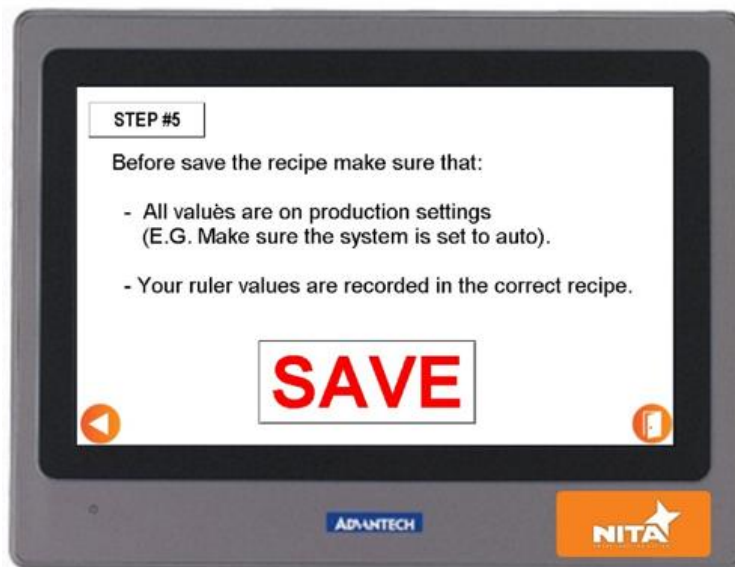 STEP #5
Before save the recipe make sure that:
- All valuès are on production settings
(E.G. Make sure the system is set to auto).
- Your ruler values are recorded in the correct recipe.
SAVE
ADVANTECH
NITA